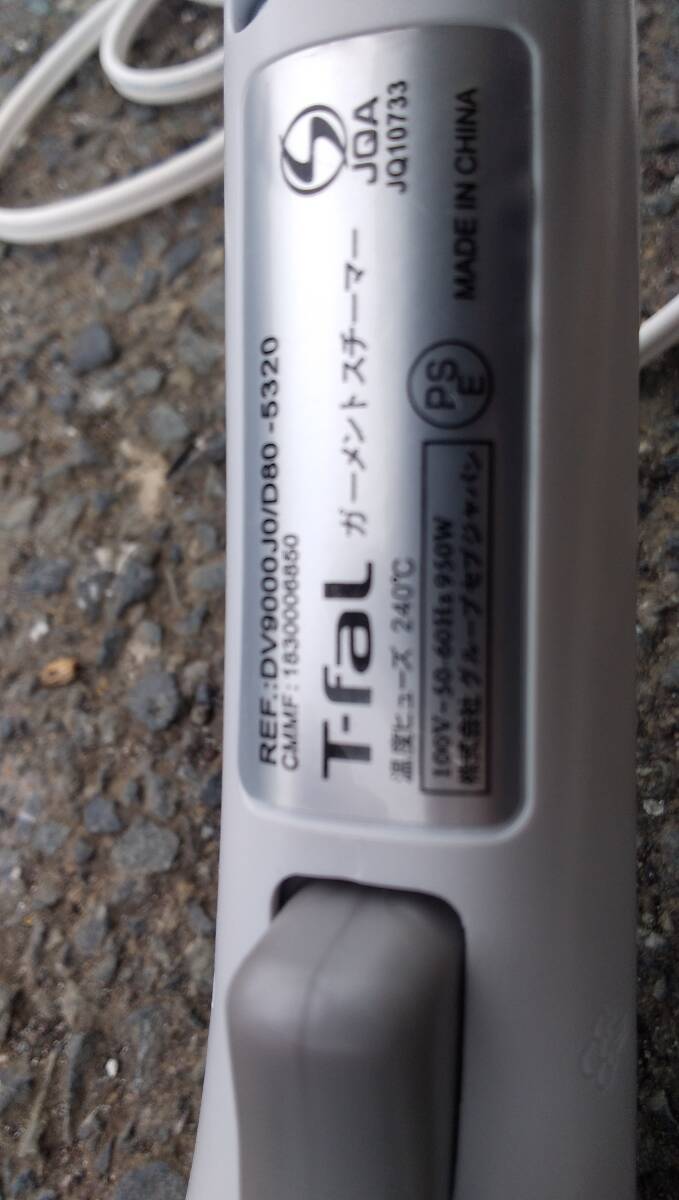 REF.:DV9000J0/D80-5320
CMMF: 1830006850
T-faL ガーメントスチーマー
温度ヒューズ 240℃
100V~50-60Hz 950W
株式会社 グループセブジャパン
PS
E
JQA
JQ10733
MADE IN CHINA